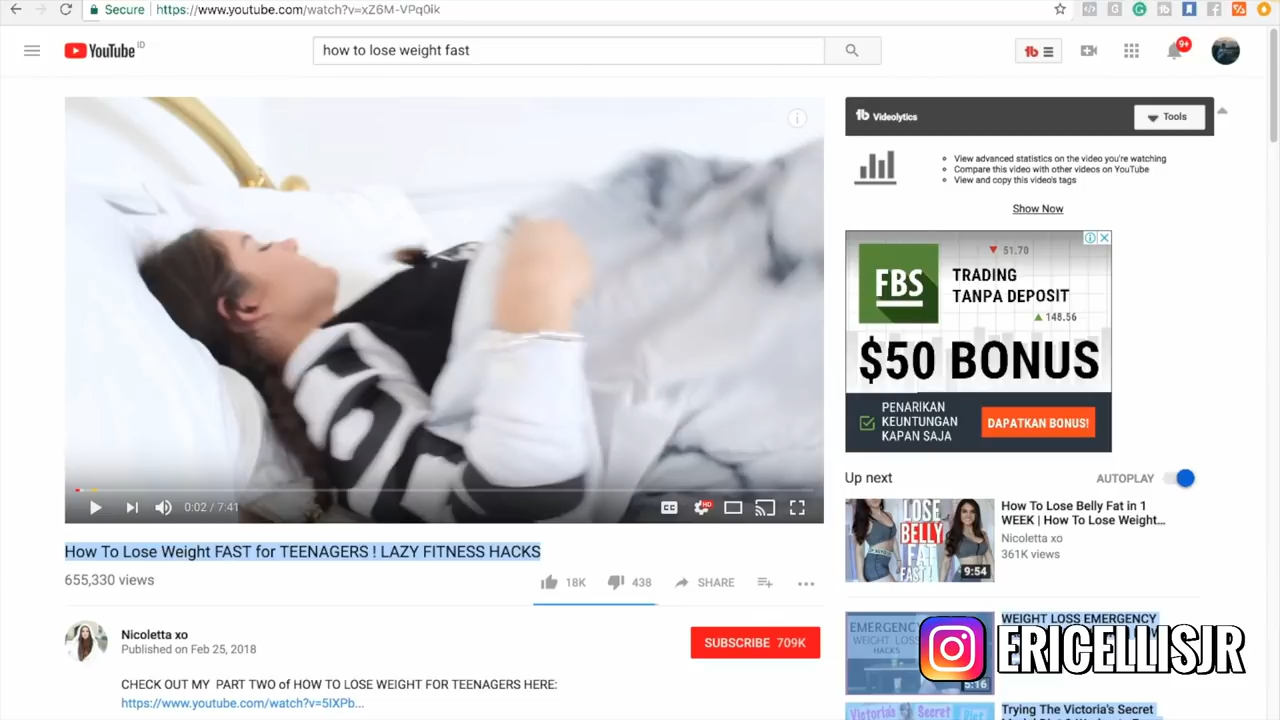 Secure
https://www.youtube.com/watch?v=xZ6M-VPq0ik
YouTube ID
how to lose weight fast
9+
Videolytics
Tools
View advanced statistics on the video you're watching
Compare this video with other videos on YouTube
View and copy this video's tags
Show Now
FBS
TRADING
TANPA DEPOSIT
51.70
148.56
$50 BONUS
PENARIKAN
KEUNTUNGAN
KAPAN SAJA
DAPATKAN BONUS!
0:02 / 7:41
CC
HD
Up next
AUTOPLAY
LOSE
BELLY
FAT
FAST!
9:54
How To Lose Belly Fat in 1
WEEK | How To Lose Weight...
Nicoletta xo
361K views
How To Lose Weight FAST for TEENAGERS ! LAZY FITNESS HACKS
655,330 views
18K
438
SHARE
Nicoletta xo
Published on Feb 25, 2018
SUBSCRIBE 709K
CHECK OUT MY PART TWO of HOW TO LOSE WEIGHT FOR TEENAGERS HERE:
https://www.youtube.com/watch?v=5IXPb...
EMERGENCY
WEIGHT LOSS
HACKS
5:16
WEIGHT LOSS EMERGENCY
ERICELLISJR
Victoria's Secret
Trying The Victoria's Secret